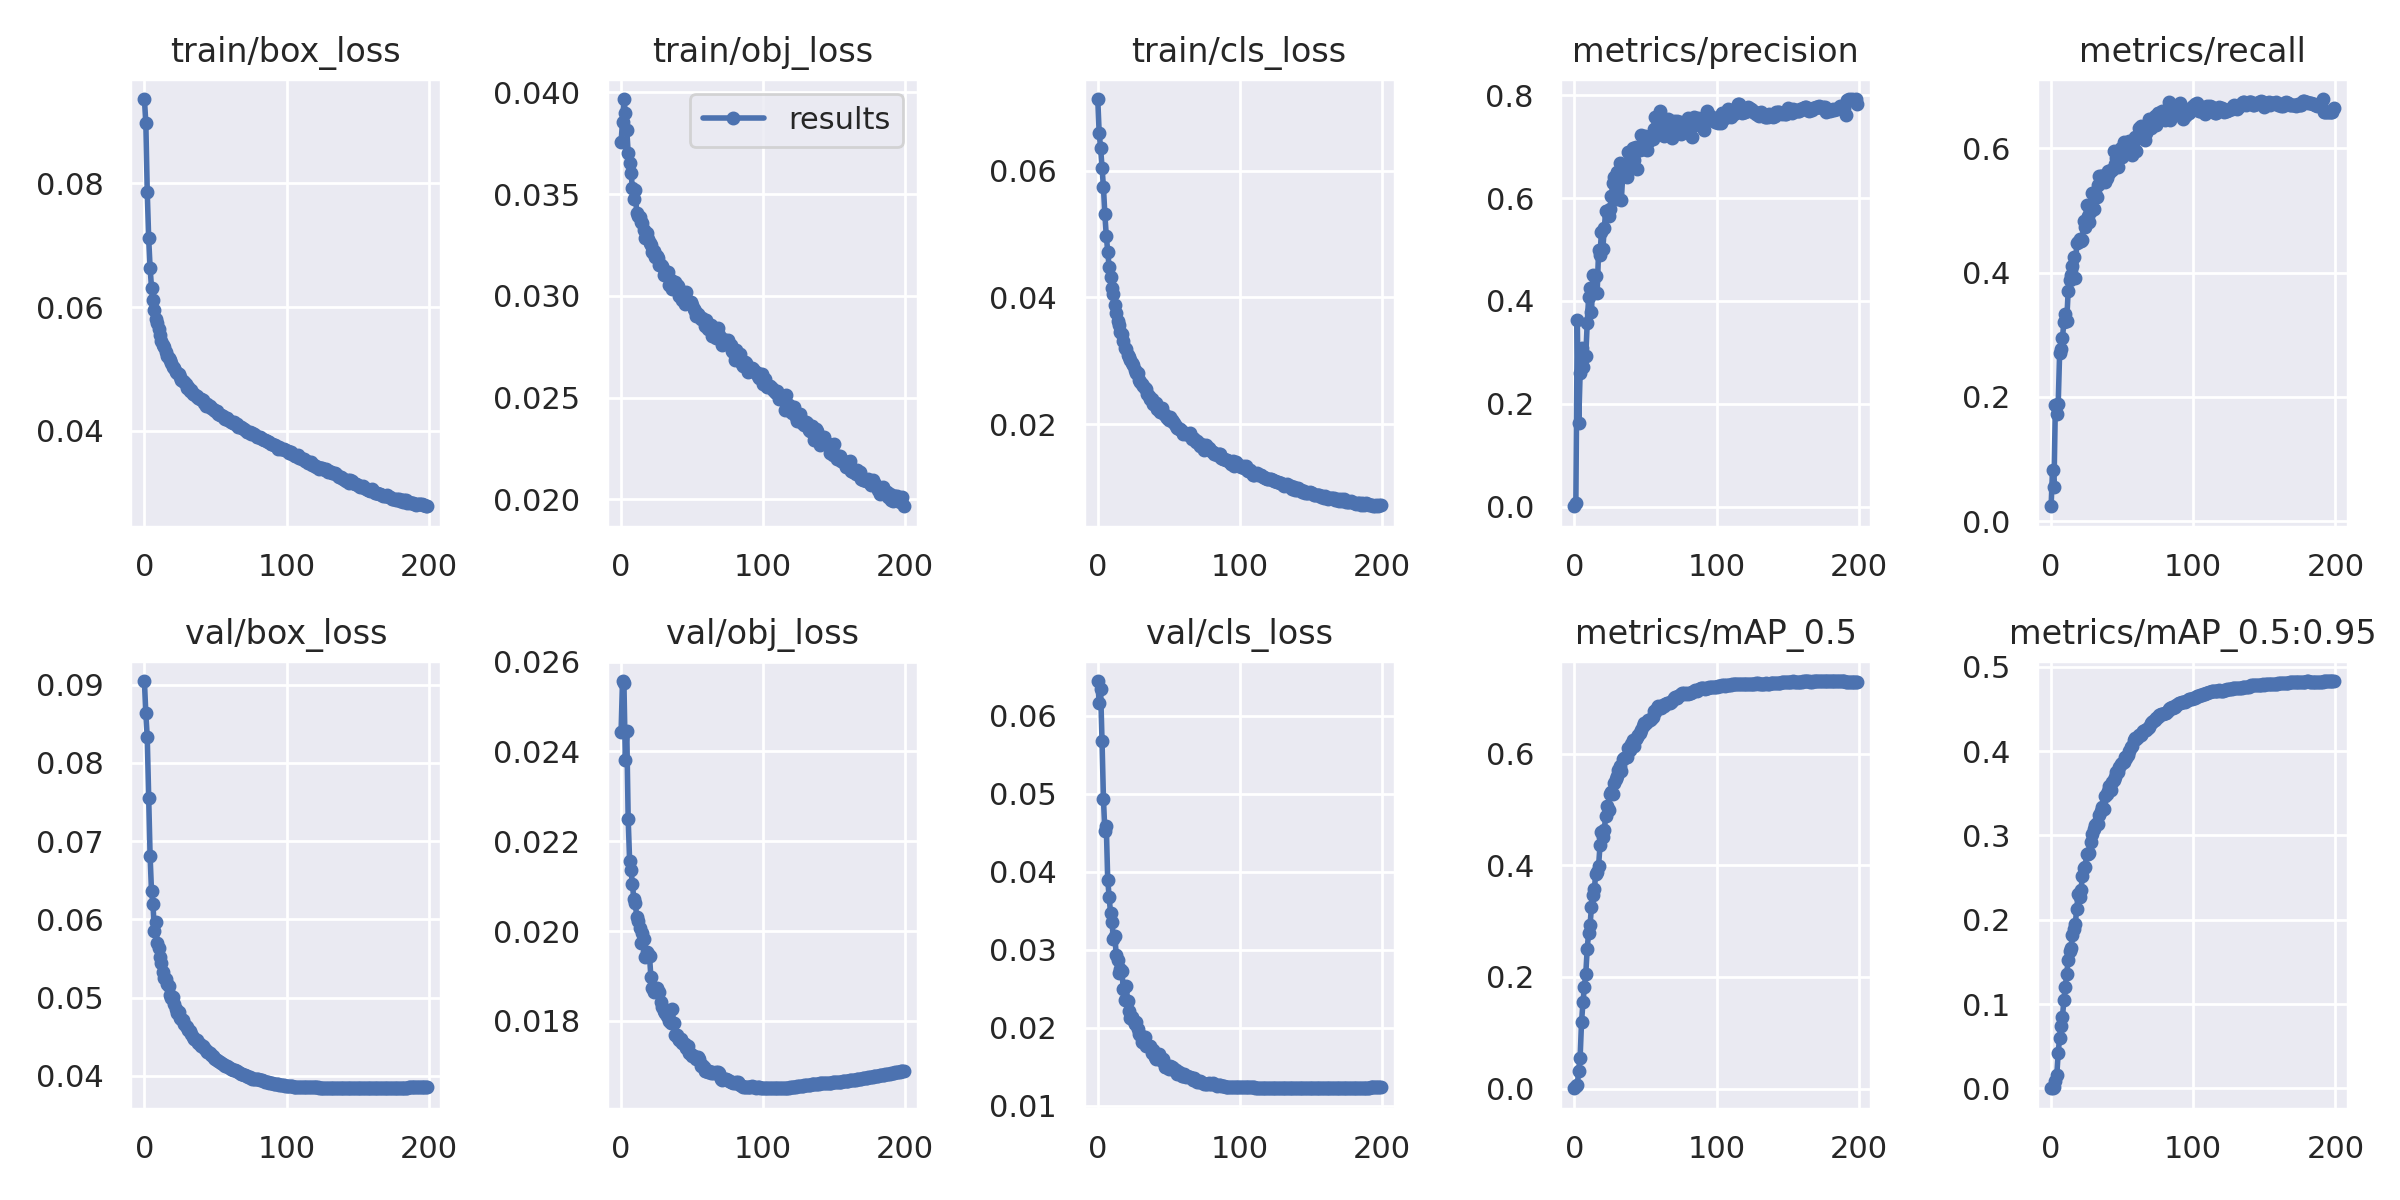 train/box_loss
0.08
0.06
0.04
0 100 200
train/obj_loss
results
0.040
0.035
0.030
0.025
0.020
0 100 200
train/cls_loss
0.06
0.04
0.02
0 100 200
metrics/precision
0.8
0.6
0.4
0.2
0.0
0 100 200
metrics/recall
0.6
0.4
0.2
0.0
0 100 200
val/box_loss
0.09
0.08
0.07
0.06
0.05
0.04
0 100 200
val/obj_loss
0.026
0.024
0.022
0.020
0.018
0 100 200
val/cls_loss
0.06
0.05
0.04
0.03
0.02
0.01
0 100 200
metrics/mAP_0.5
0.6
0.4
0.2
0.0
0 100 200
metrics/mAP_0.5:0.95
0.5
0.4
0.3
0.2
0.1
0.0
0 100 200